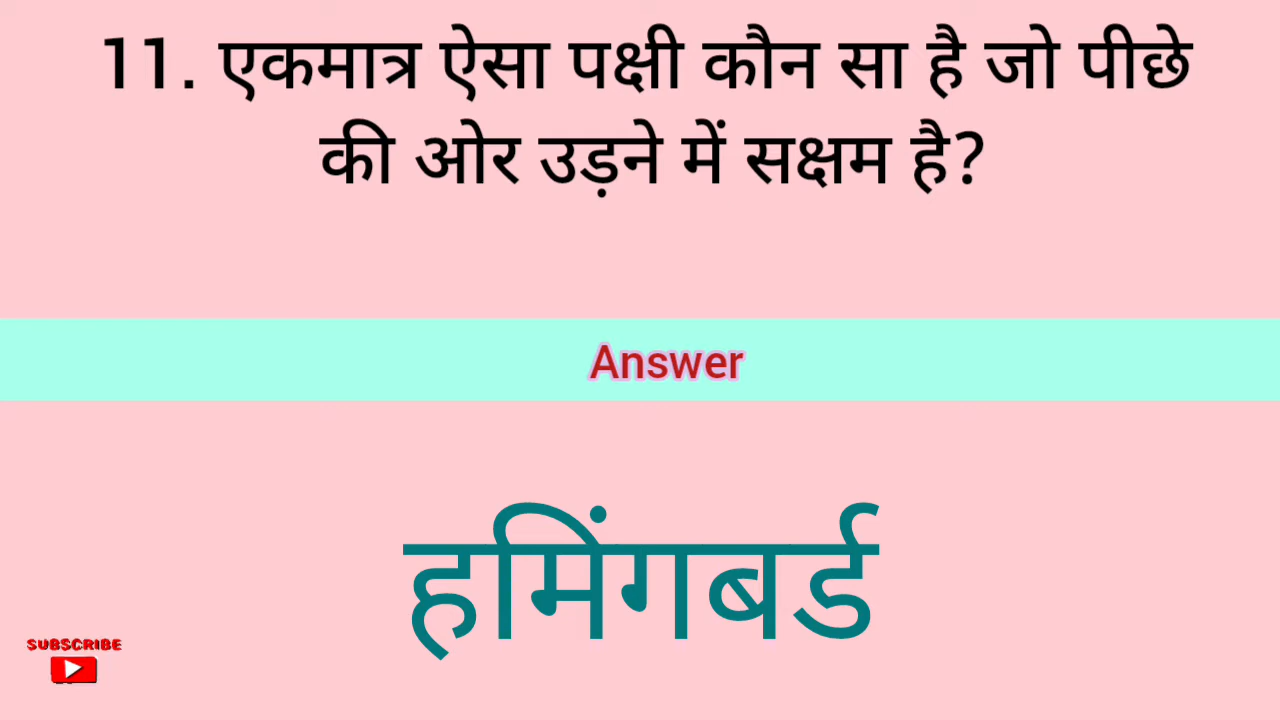 11. एकमात्र ऐसा पक्षी कौन सा है जो पीछे
की ओर उड़ने में सक्षम है?
Answer
हमिंगबर्ड
SUBSCRIBE